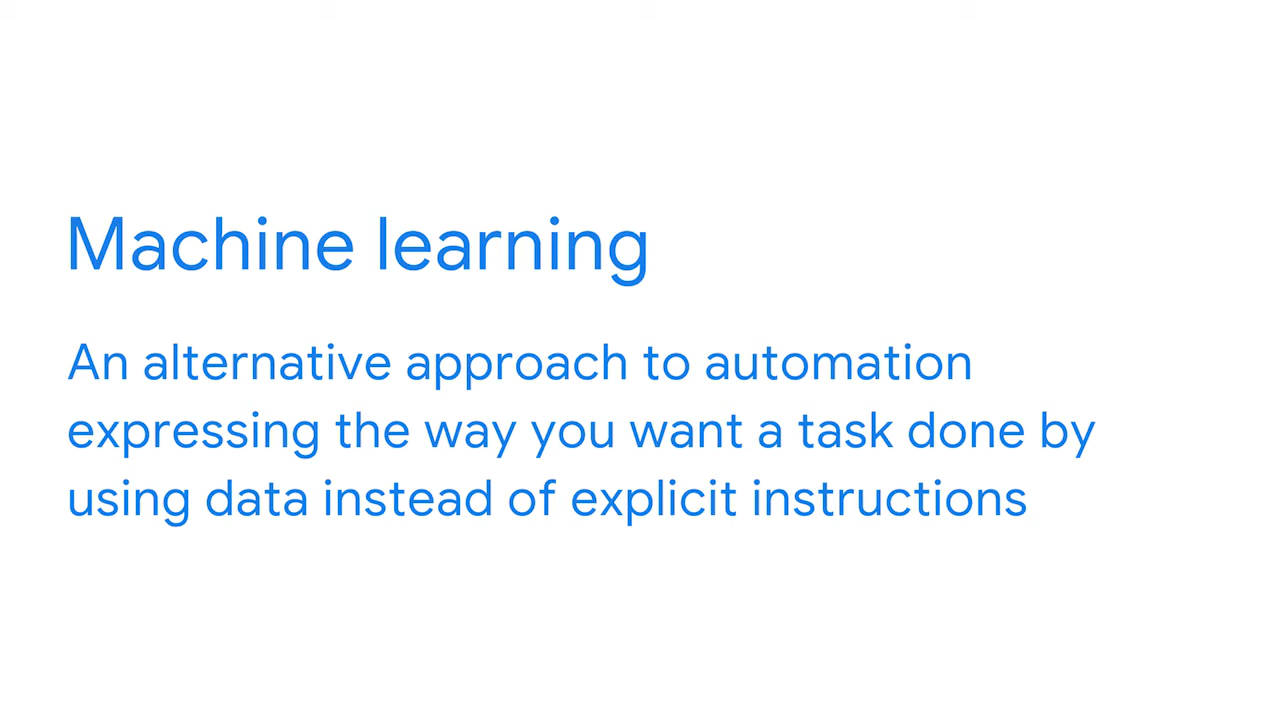 Machine learning
An alternative approach to automation
expressing the way you want a task done by
using data instead of explicit instructions